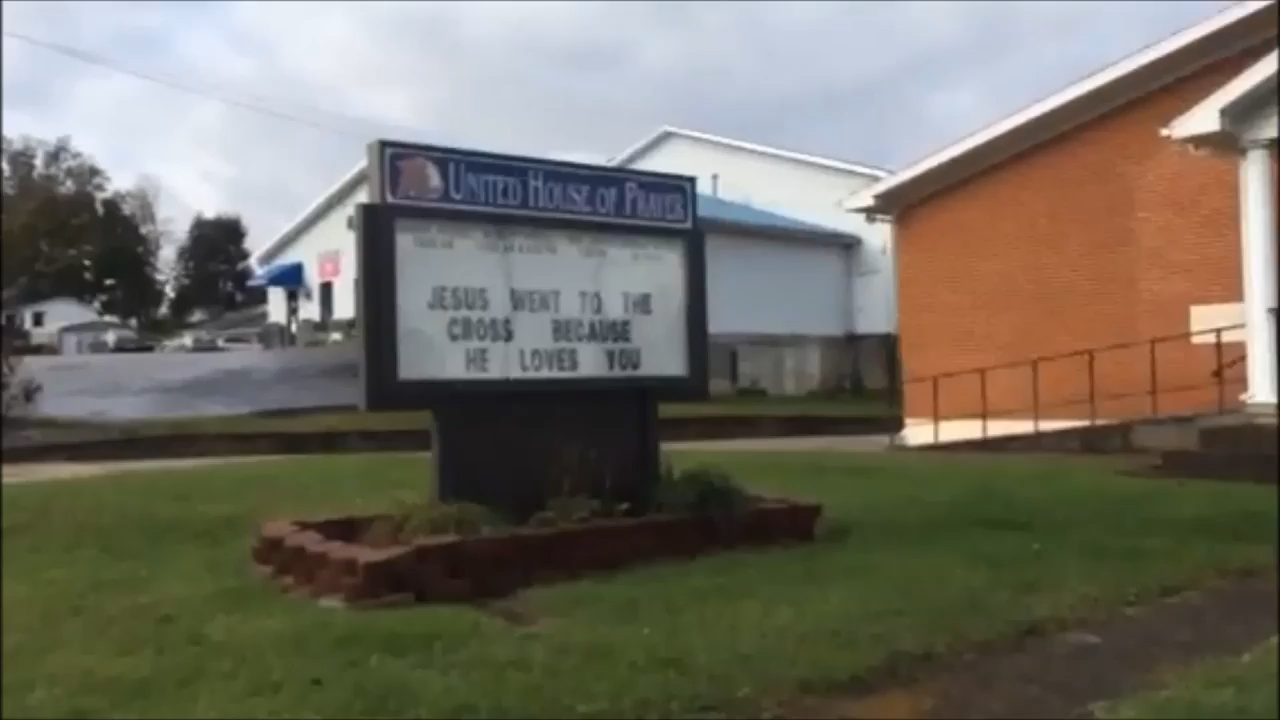 UNITED HOUSE OF PRAYER
JESUS WENT TO THE
CROSS BECAUSE
HE LOVES YOU